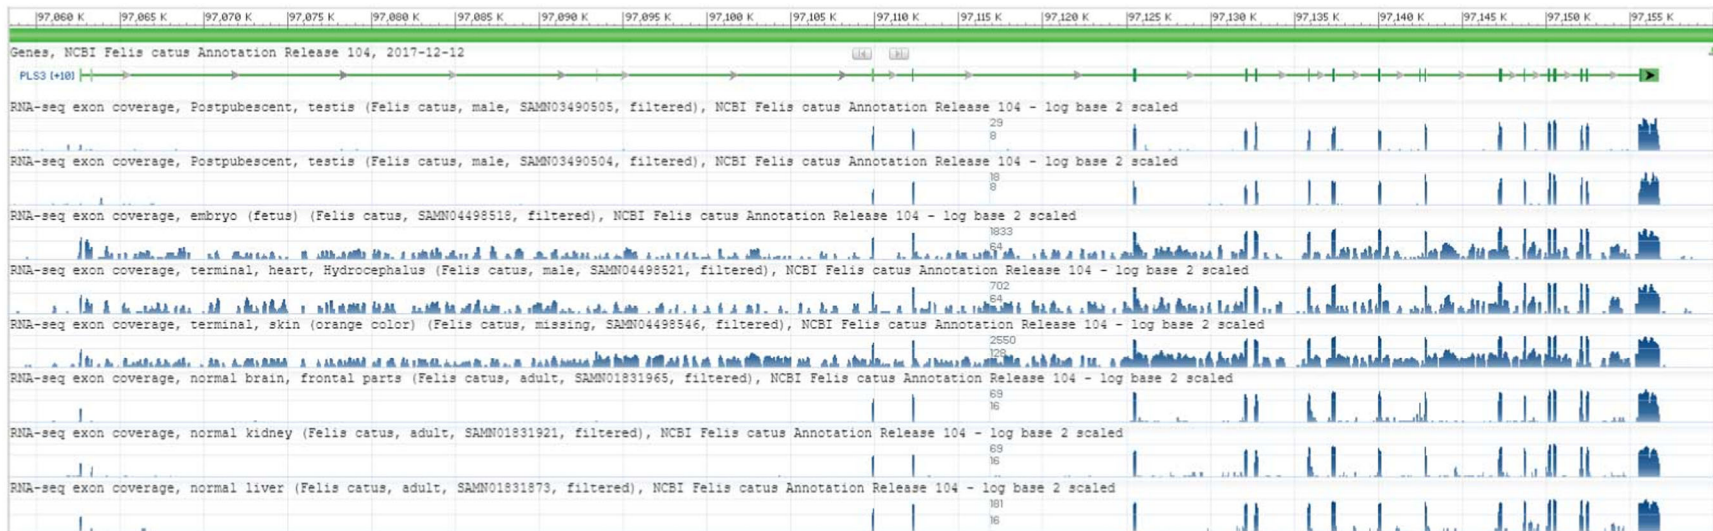 97,060 K 97,065 K 97,070 K 97,075 K 97,080 K 97,085 K 97,090 K 97,095 K 97,100 K 97,105 K 97,110 K 97,115 K 97,120 K 97,125 K 97,130 K 97,135 K 97,140 K 97,145 K 97,150 K 97,155 K
Genes, NCBI Felis catus Annotation Release 104, 2017-12-12
PLS3 [+10]
RNA-seq exon coverage, Postpubescent, testis (Felis catus, male, SAMN03490505, filtered), NCBI Felis catus Annotation Release 104 - log base 2 scaled
29
8
RNA-seq exon coverage, Postpubescent, testis (Felis catus, male, SAMN03490504, filtered), NCBI Felis catus Annotation Release 104 - log base 2 scaled
18
8
RNA-seq exon coverage, embryo (fetus) (Felis catus, SAMN04498518, filtered), NCBI Felis catus Annotation Release 104 - log base 2 scaled
1833
64
RNA-seq exon coverage, terminal, heart, Hydrocephalus (Felis catus, male, SAMN04498521, filtered), NCBI Felis catus Annotation Release 104 - log base 2 scaled
702
64
RNA-seq exon coverage, terminal, skin (orange color) (Felis catus, missing, SAMN04498546, filtered), NCBI Felis catus Annotation Release 104 - log base 2 scaled
2550
128
RNA-seq exon coverage, normal brain, frontal parts (Felis catus, adult, SAMN01831965, filtered), NCBI Felis catus Annotation Release 104 - log base 2 scaled
69
16
RNA-seq exon coverage, normal kidney (Felis catus, adult, SAMN01831921, filtered), NCBI Felis catus Annotation Release 104 - log base 2 scaled
69
16
RNA-seq exon coverage, normal liver (Felis catus, adult, SAMN01831873, filtered), NCBI Felis catus Annotation Release 104 - log base 2 scaled
181
16